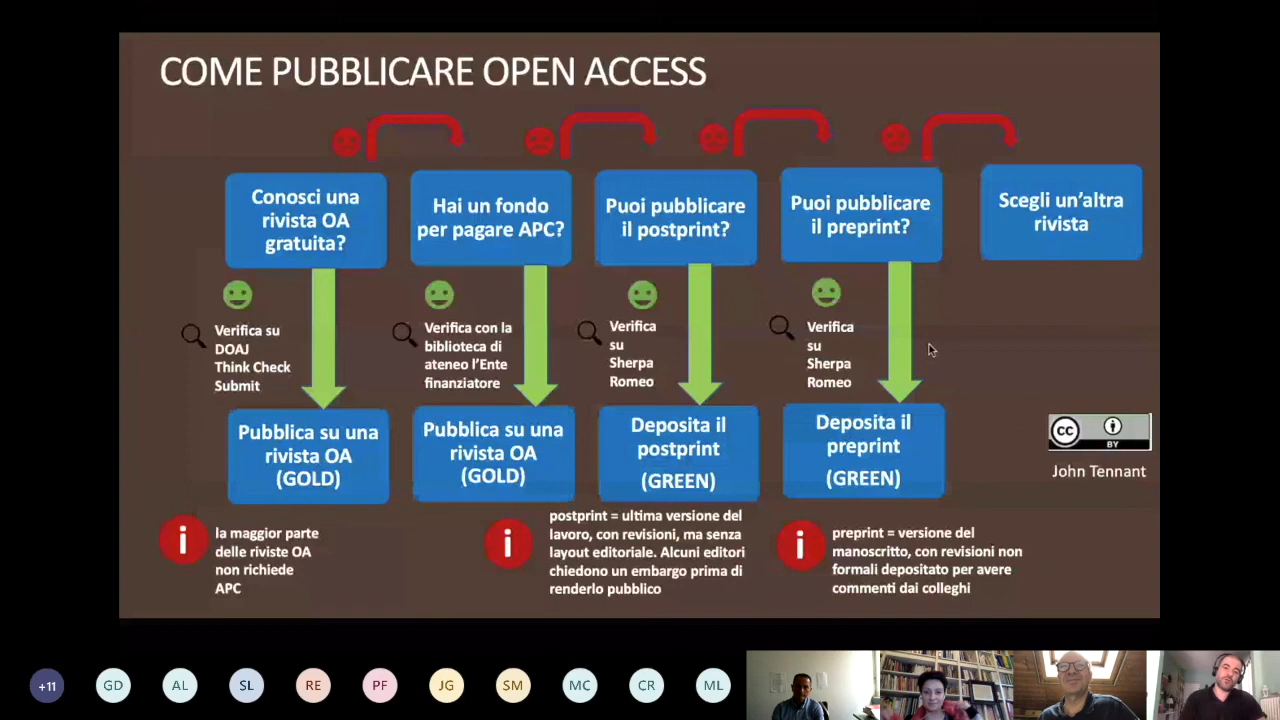 COME PUBBLICARE OPEN ACCESS
Conosci una
rivista OA
gratuita?
Hai un fondo
per pagare APC?
Puoi pubblicare
il postprint?
Puoi pubblicare
il preprint?
Scegli un'altra
rivista
Verifica su
DOAJ
Think Check
Submit
Verifica con la
biblioteca di
ateneo l'Ente
finanziatore
Verifica
su
Sherpa
Romeo
Verifica
su
Sherpa
Romeo
Pubblica su una
rivista OA
(GOLD)
Pubblica su una
rivista OA
(GOLD)
Deposita il
postprint
(GREEN)
Deposita il
preprint
(GREEN)
cc
BY
John Tennant
i
la maggior parte
delle riviste OA
non richiede
APC
i
postprint = ultima versione del
lavoro, con revisioni, ma senza
layout editoriale. Alcuni editori
chiedono un embargo prima di
renderlo pubblico
i
preprint = versione del
manoscritto, con revisioni non
formali depositato per avere
commenti dai colleghi
+11 GD AL SL RE PF JG SM MC CR ML